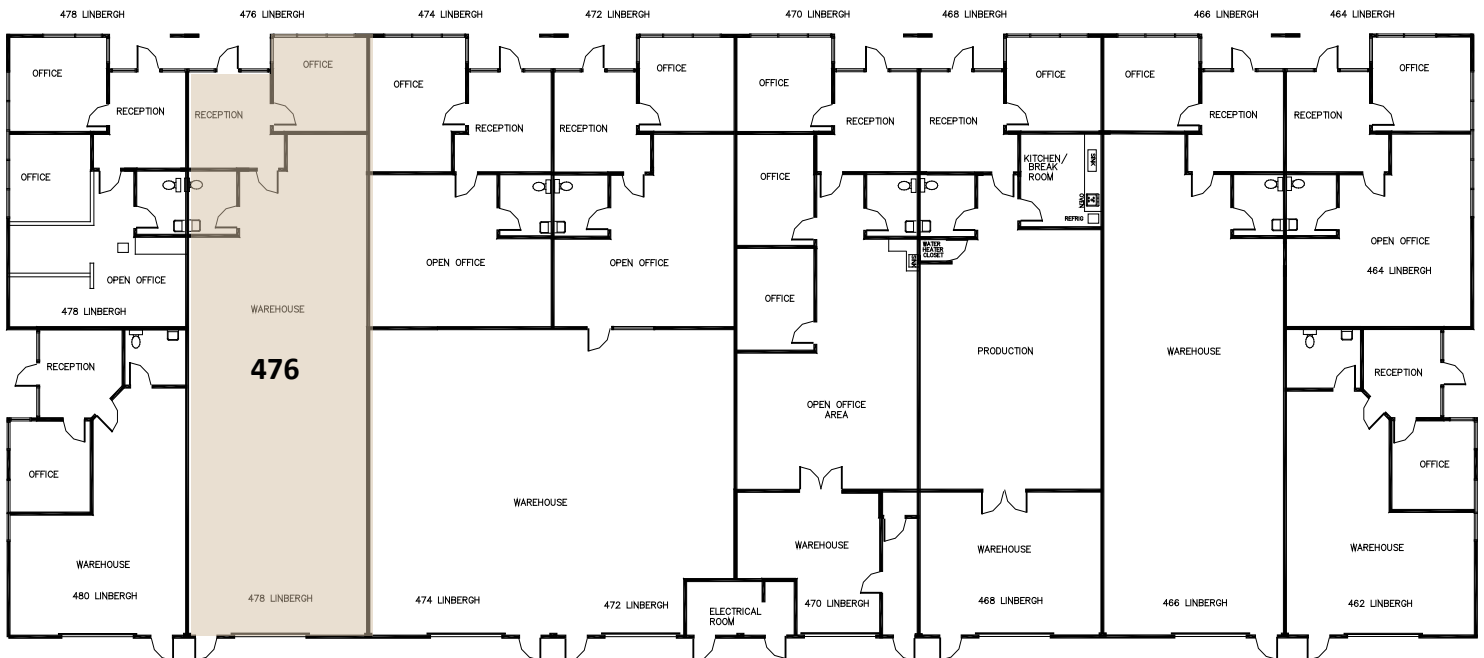 478 LINBERGH
476 LINBERGH
474 LINBERGH
472 LINBERGH
470 LINBERGH
468 LINBERGH
466 LINBERGH
464 LINBERGH
OFFICE
RECEPTION
OFFICE
OPEN OFFICE
478 LINBERGH
RECEPTION
OFFICE
WAREHOUSE
480 LINBERGH
OFFICE
RECEPTION
WAREHOUSE
476
478 LINBERGH
OFFICE
RECEPTION
OPEN OFFICE
WAREHOUSE
474 LINBERGH
OFFICE
RECEPTION
OPEN OFFICE
472 LINBERGH
ELECTRICAL
ROOM
OFFICE
RECEPTION
OFFICE
OFFICE
SINK
OPEN OFFICE
AREA
WAREHOUSE
470 LINBERGH
OFFICE
RECEPTION
KITCHEN/
BREAK
ROOM
SINK
OVEN
REFRIG
WATER
HEATER
CLOSET
PRODUCTION
WAREHOUSE
468 LINBERGH
OFFICE
RECEPTION
WAREHOUSE
466 LINBERGH
OFFICE
RECEPTION
OPEN OFFICE
464 LINBERGH
RECEPTION
OFFICE
WAREHOUSE
462 LINBERGH